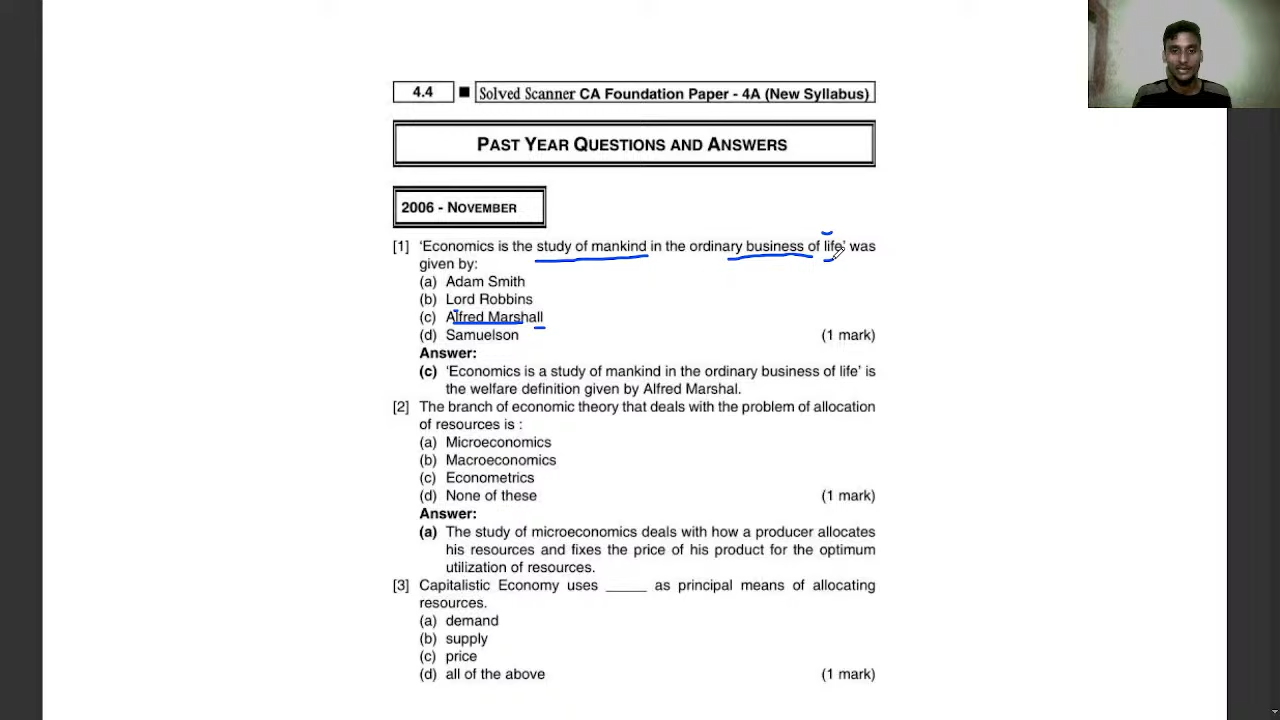 4.4 ■ Solved Scanner CA Foundation Paper - 4A (New Syllabus)
PAST YEAR QUESTIONS AND ANSWERS
2006 - NOVEMBER
[1] ‘Economics is the study of mankind in the ordinary business of life’ was
given by:
(a) Adam Smith
(b) Lord Robbins
(c) Alfred Marshall
(d) Samuelson (1 mark)
Answer:
(c) ‘Economics is a study of mankind in the ordinary business of life’ is
the welfare definition given by Alfred Marshal.
[2] The branch of economic theory that deals with the problem of allocation
of resources is :
(a) Microeconomics
(b) Macroeconomics
(c) Econometrics
(d) None of these (1 mark)
Answer:
(a) The study of microeconomics deals with how a producer allocates
his resources and fixes the price of his product for the optimum
utilization of resources.
[3] Capitalistic Economy uses _____ as principal means of allocating
resources.
(a) demand
(b) supply
(c) price
(d) all of the above (1 mark)